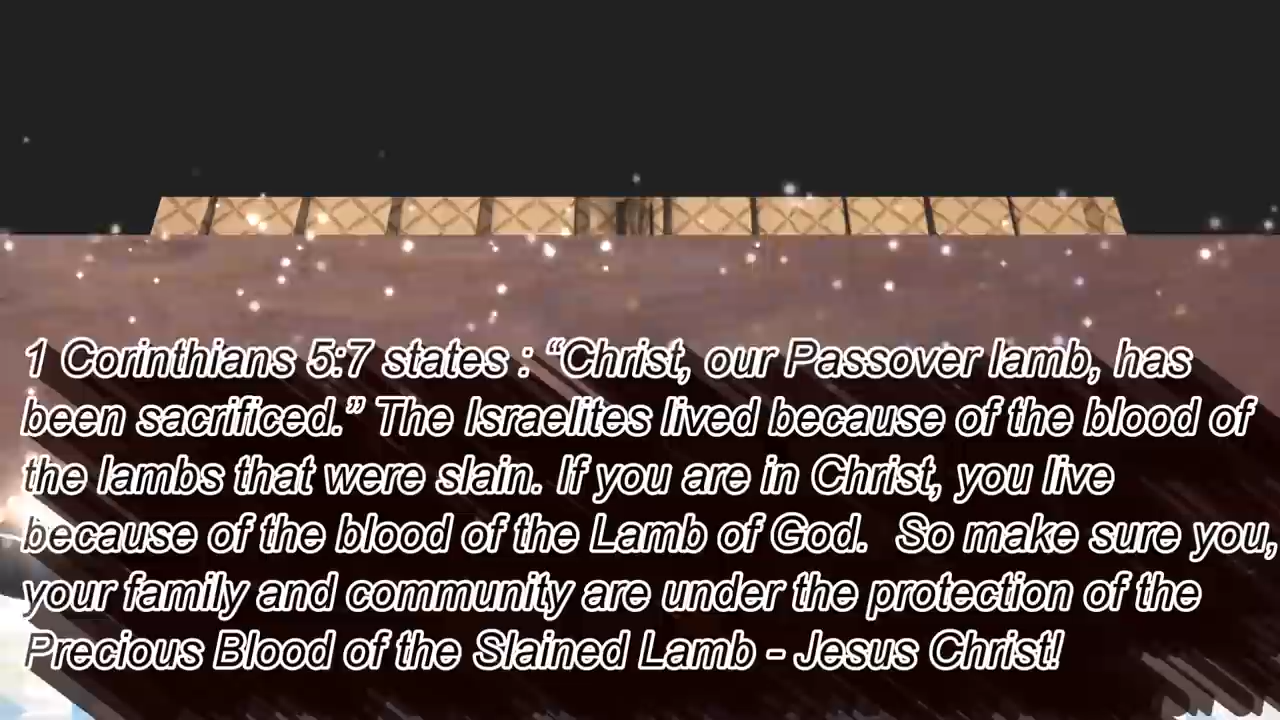 1 Corinthians 5:7 states : “Christ, our Passover lamb, has
been sacrificed.” The Israelites lived because of the blood of
the lambs that were slain. If you are in Christ, you live
because of the blood of the Lamb of God.  So make sure you,
your family and community are under the protection of the
Precious Blood of the Slained Lamb - Jesus Christ!